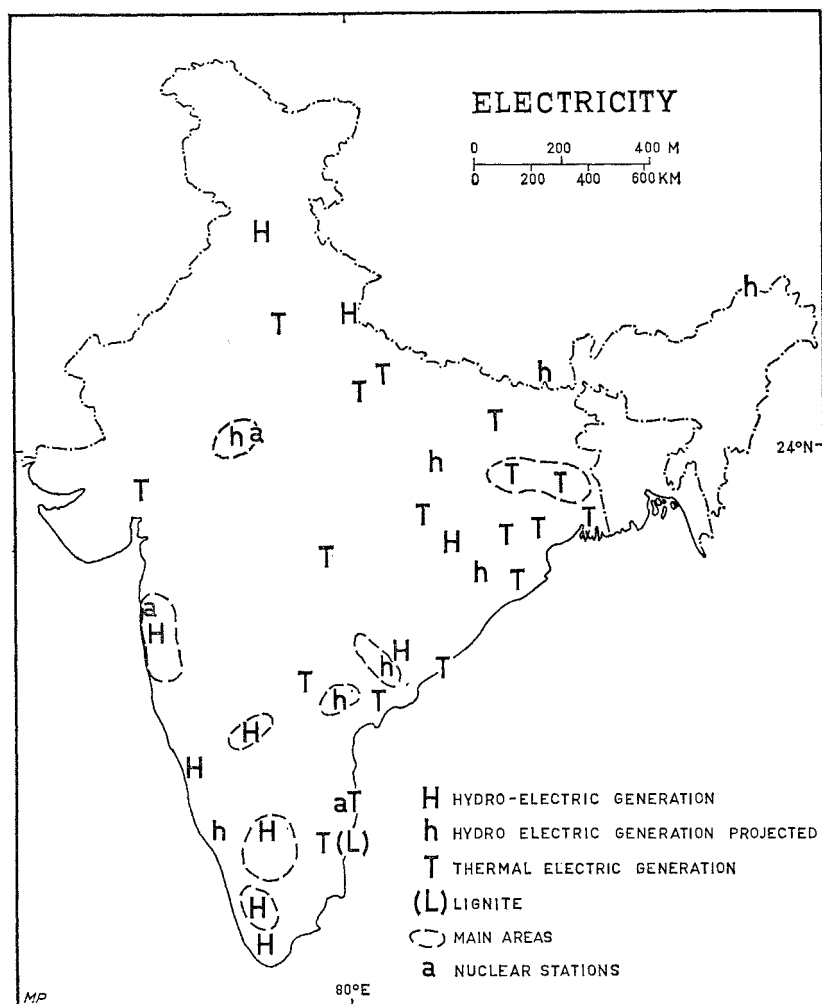 ELECTRICITY
0 200 400 M
0 200 400 600 KM
H
h
H
T
h
T
T
T
h a
24°N
h
T T
T
T
T
H
T T
T
h
T
a
H
H
h
T
T
h
T
H
H
a T
h
H
T (L)
H
H
H HYDRO-ELECTRIC GENERATION
h HYDRO ELECTRIC GENERATION PROJECTED
T THERMAL ELECTRIC GENERATION
(L) LIGNITE
MAIN AREAS
a NUCLEAR STATIONS
80°E
MP